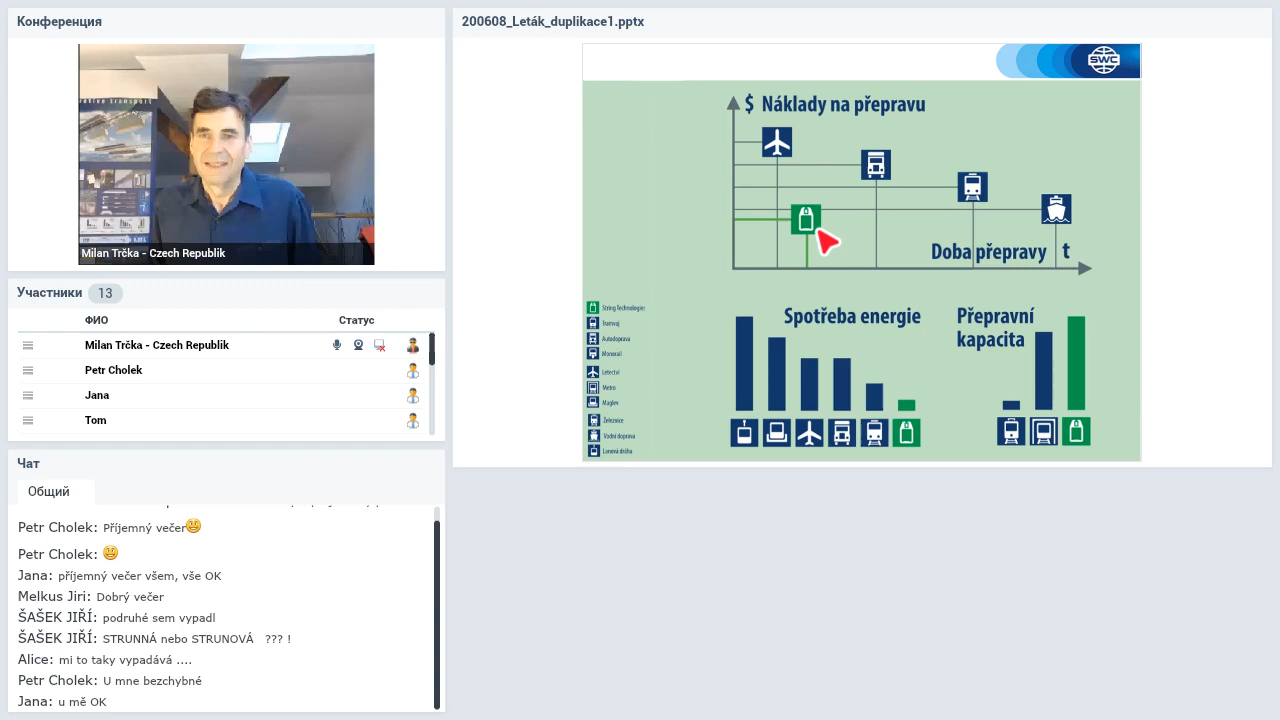 Конференция
reative transport
Milan Trčka - Czech Republik
Участники 13
ФИО Статус
Milan Trčka - Czech Republik
Petr Cholek
Jana
Tom
Чат
Общий
Petr Cholek: Příjemný večer
Petr Cholek:
Jana: příjemný večer všem, vše OK
Melkus Jiri: Dobrý večer
ŠAŠEK JIŘÍ: podruhé sem vypadl
ŠAŠEK JIŘÍ: STRUNNÁ nebo STRUNOVÁ ??? !
Alice: mi to taky vypadává ....
Petr Cholek: U mne bezchybné
Jana: u mě OK
200608_Leták_duplikace1.pptx
SWC
$ Náklady na přepravu
Doba přepravy t
String Technologies
Tramvaj
Autodoprava
Monorail
Letectví
Metro
Maglev
Železnice
Vodní doprava
Lanová dráha
Spotřeba energie
Přepravní
kapacita